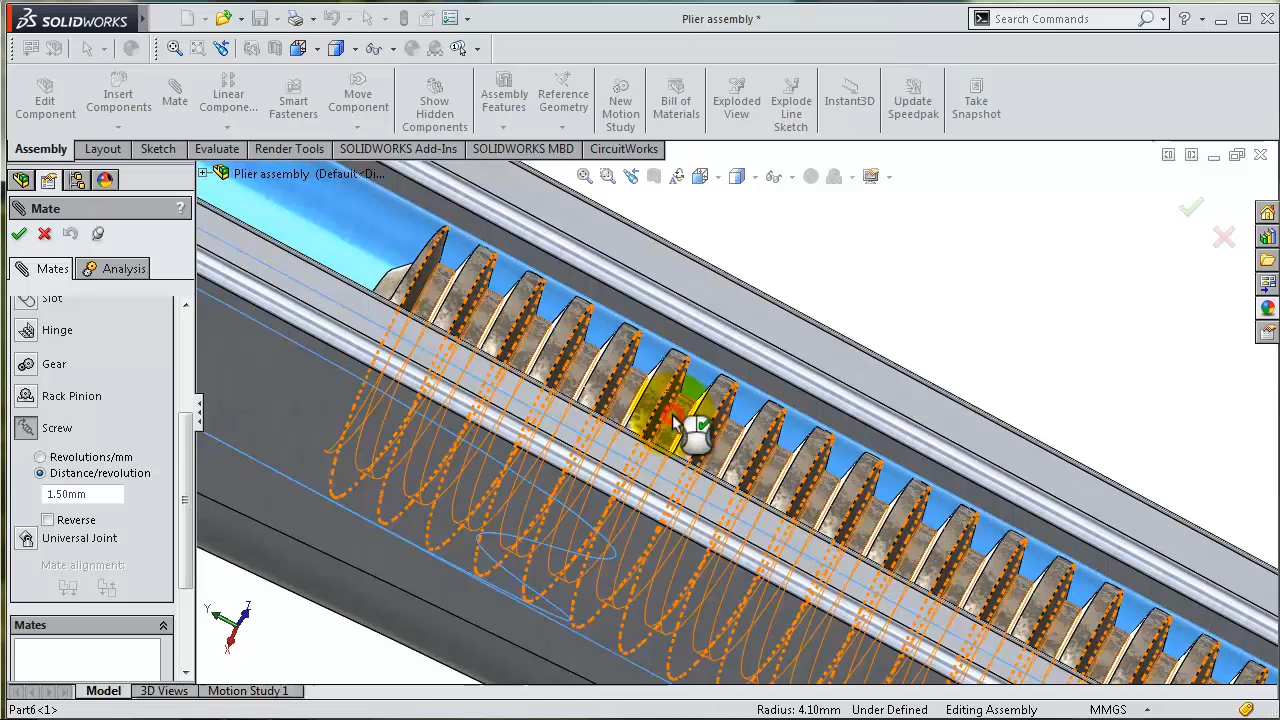 SOLIDWORKS
Plier assembly *
Search Commands
Edit Component
Insert Components
Mate
Linear Compone...
Smart Fasteners
Move Component
Show Hidden Components
Assembly Features
Reference Geometry
New Motion Study
Bill of Materials
Exploded View
Explode Line Sketch
Instant3D
Update Speedpak
Take Snapshot
Assembly
Layout
Sketch
Evaluate
Render Tools
SOLIDWORKS Add-Ins
SOLIDWORKS MBD
CircuitWorks
Plier assembly (Default<Di...
Mate
?
Mates
Analysis
Slot
Hinge
Gear
Rack Pinion
Screw
Revolutions/mm
Distance/revolution
1.50mm
Reverse
Universal Joint
Mate alignment:
Mates
Y
Z
X
Model
3D Views
Motion Study 1
Part6<1>
Radius: 4.10mm
Under Defined
Editing Assembly
MMGS